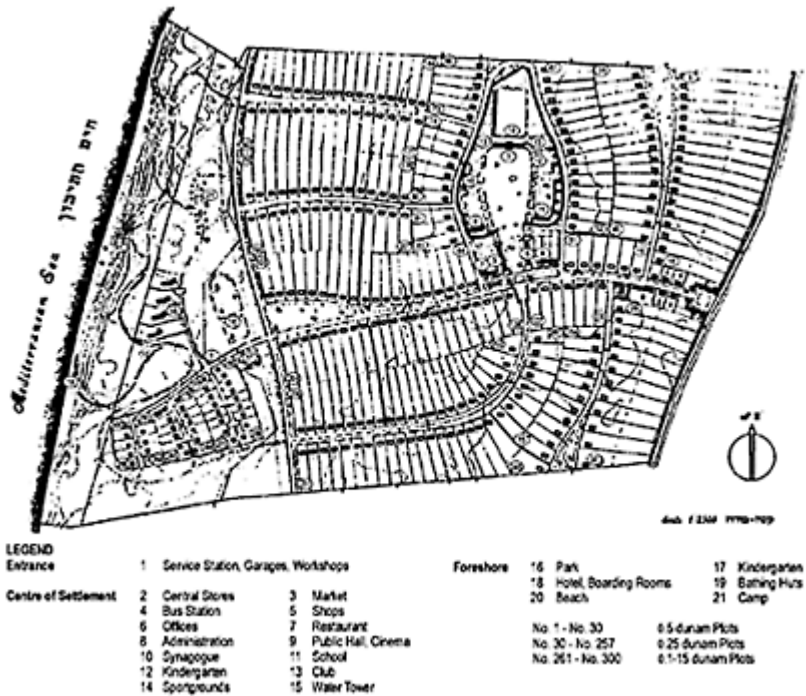 הים התיכון
Mediterranean Sea
LEGEND
Entrance 1 Service Station, Garages, Workshops
Centre of Settlement 2 Central Stores 3 Market
4 Bus Station 5 Shops
6 Offices 7 Restaurant
8 Administration 9 Public Hall, Cinema
10 Synagogue 11 School
12 Kindergarten 13 Club
14 Sportgrounds 15 Water Tower
Foreshore 16 Park 17 Kindergarten
18 Hotel, Boarding Rooms 19 Bathing Huts
20 Beach 21 Camp
No. 1 - No. 30 0.5 dunam Plots
No. 30 - No. 257 0.25 dunam Plots
No. 261 - No. 300 0.1-15 dunam Plots